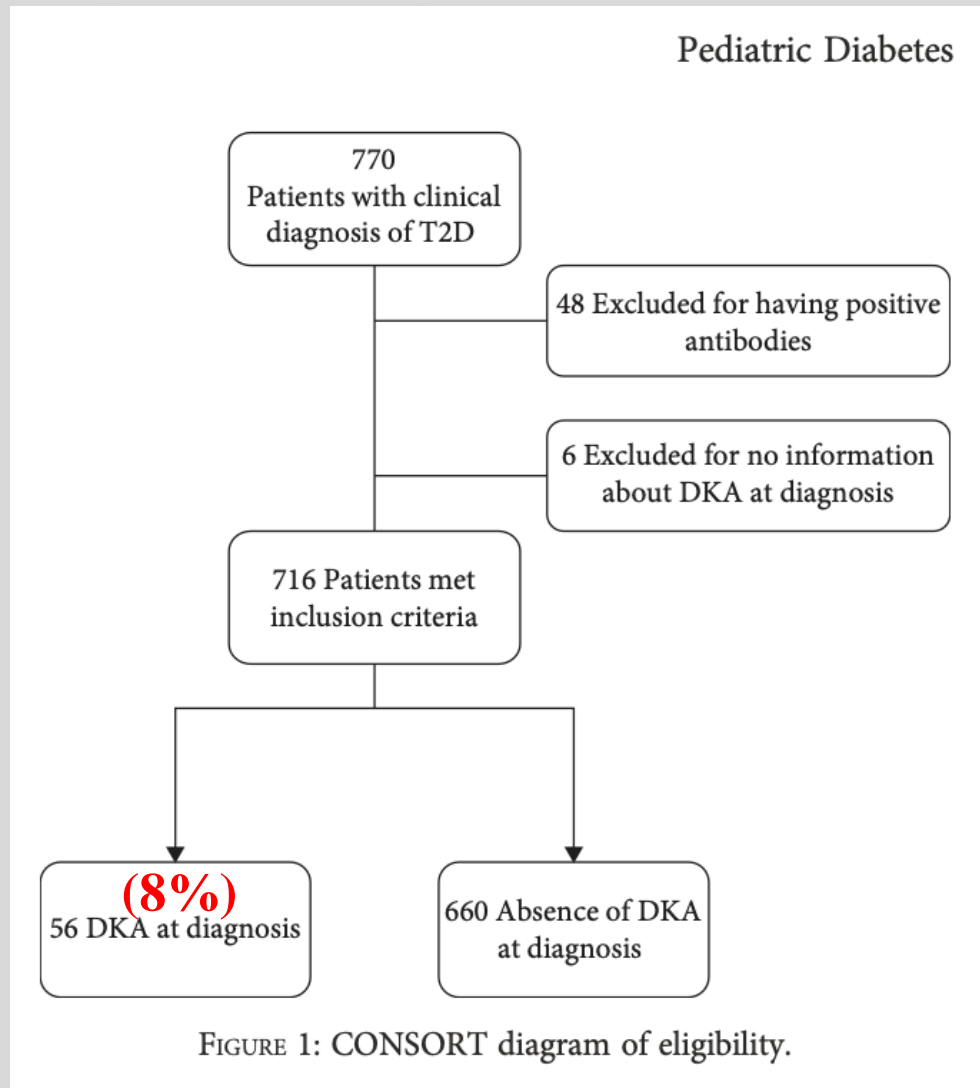 Pediatric Diabetes
770
Patients with clinical
diagnosis of T2D
48 Excluded for having positive
antibodies
6 Excluded for no information
about DKA at diagnosis
716 Patients met
inclusion criteria
(8%)
56 DKA at diagnosis
660 Absence of DKA
at diagnosis
FIGURE 1: CONSORT diagram of eligibility.